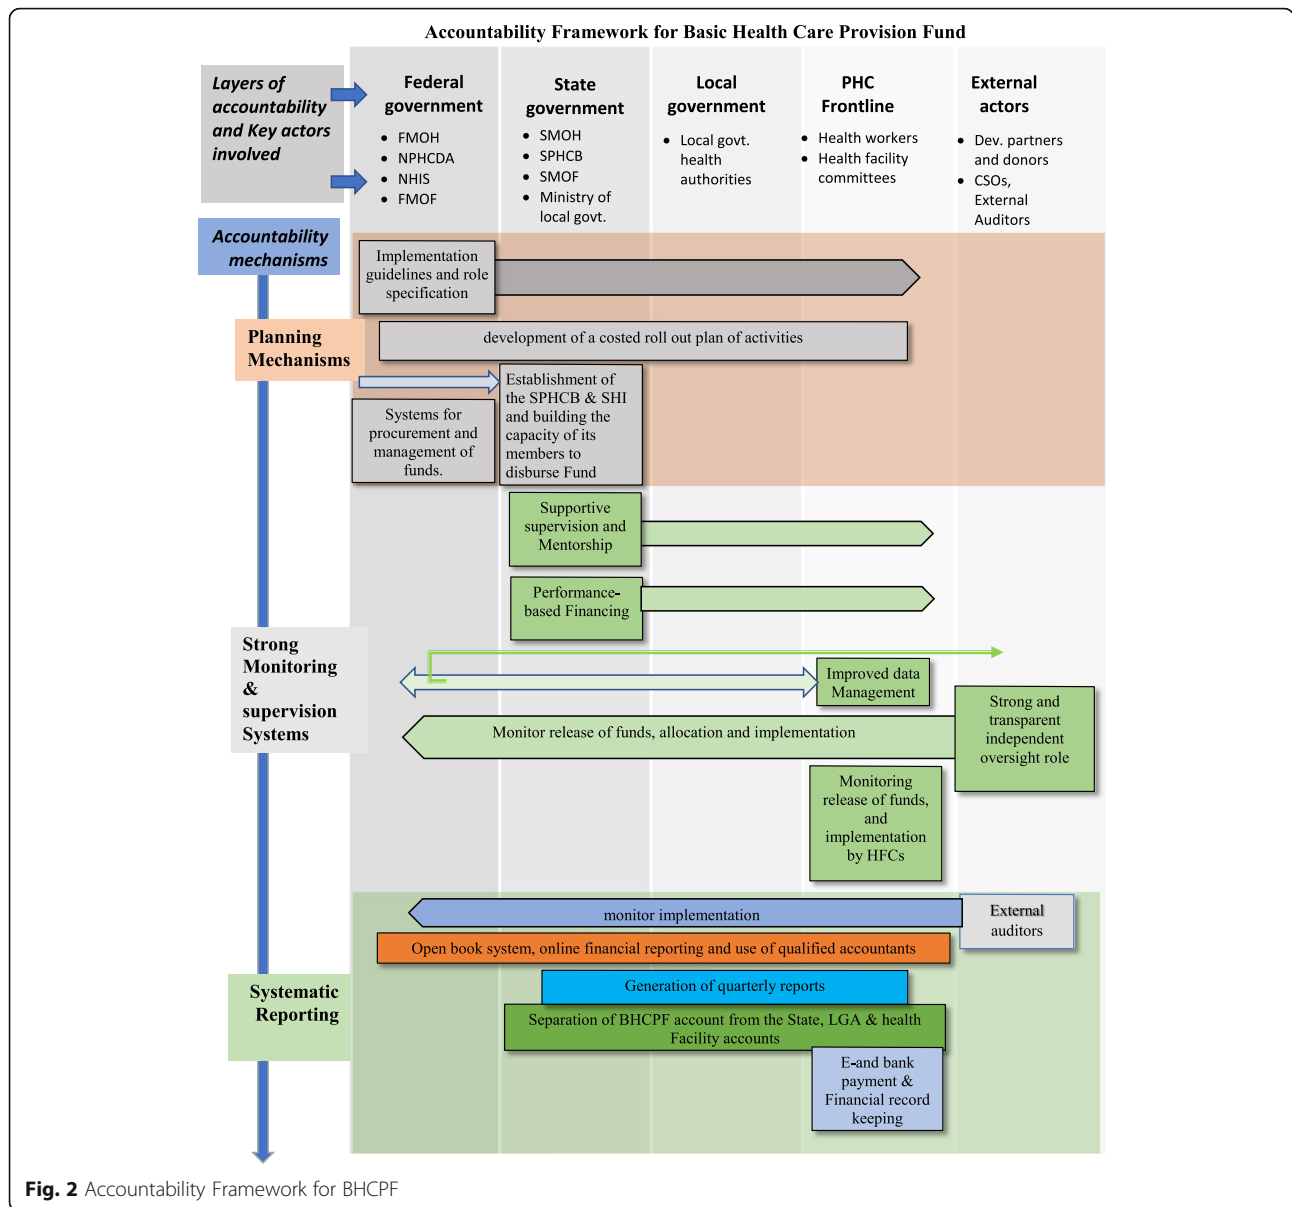 Accountability Framework for Basic Health Care Provision Fund
Layers of
accountability
and Key actors
involved
Federal
government
• FMOH
• NPHCDA
• NHIS
• FMOF
State
government
• SMOH
• SPHCB
• SMOF
• Ministry of
local govt.
Local
government
• Local govt.
health
authorities
PHC
Frontline
• Health workers
• Health facility
committees
External
actors
• Dev. partners
and donors
• CSOs,
External
Auditors
Accountability
mechanisms
Planning
Mechanisms
Implementation
guidelines and role
specification
development of a costed roll out plan of activities
Systems for
procurement and
management of
funds.
Establishment of
the SPHCB & SHI
and building the
capacity of its
members to
disburse Fund
Strong
Monitoring
&
supervision
Systems
Supportive
supervision and
Mentorship
Performance-
based Financing
Improved data
Management
Monitor release of funds, allocation and implementation
Strong and
transparent
independent
oversight role
Monitoring
release of funds,
and
implementation
by HFCs
Systematic
Reporting
monitor implementation
External
auditors
Open book system, online financial reporting and use of qualified accountants
Generation of quarterly reports
Separation of BHCPF account from the State, LGA & health
Facility accounts
E-and bank
payment &
Financial record
keeping
Fig. 2 Accountability Framework for BHCPF